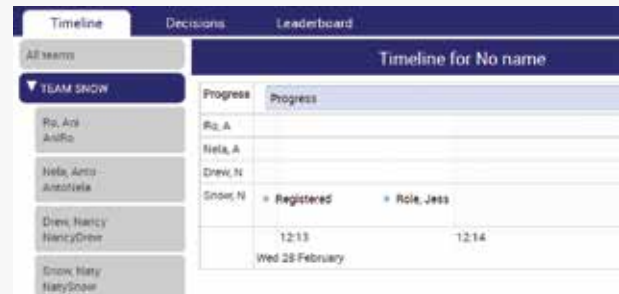 Timeline Decisions Leaderboard
All teams
Timeline for No name
TEAM SNOW
Progress Progress
Ro, Ani
AniRo
Ro, A
Nela, A
Nela, Anto
AntoNela
Drew, N
Snow, N Registered Role, Jess
Drew, Nancy
NancyDrew
12:13 12:14
Wed 28 February
Snow, Naty
NatySnow